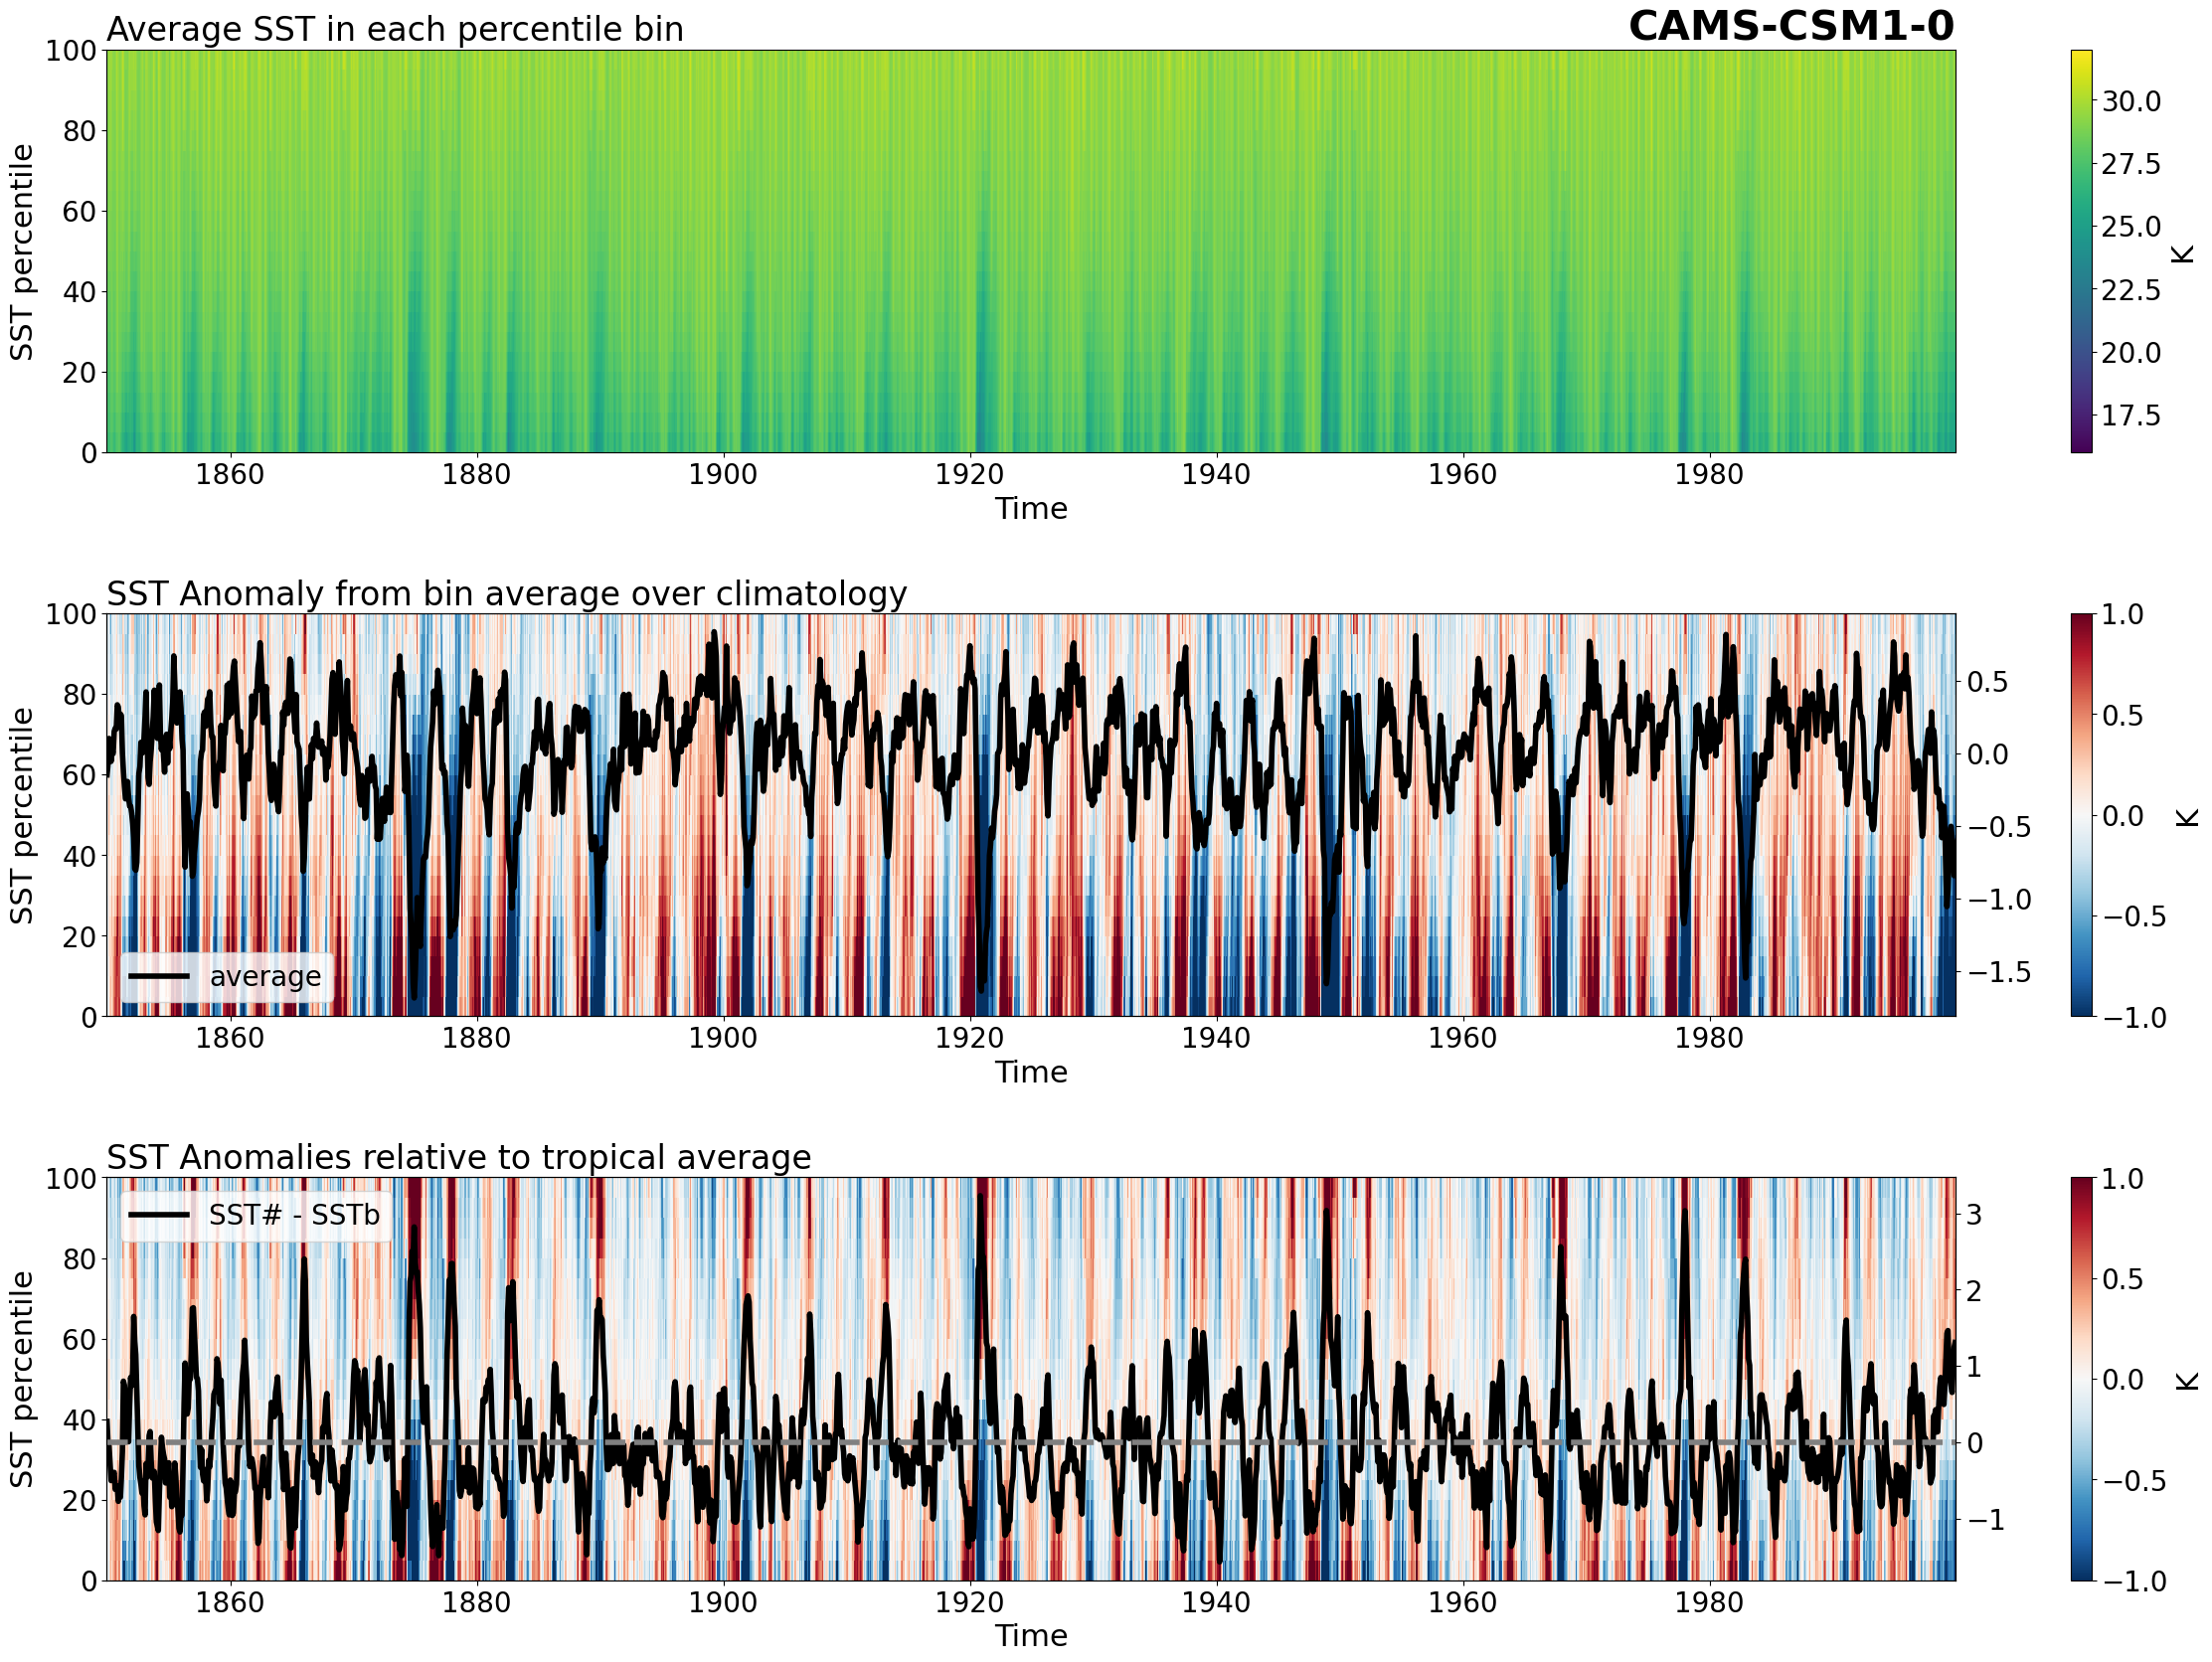 Average SST in each percentile bin
CAMS-CSM1-0
SST percentile
100
80
60
40
20
0
1860 1880 1900 1920 1940 1960 1980
Time
30.0
27.5
25.0
22.5
20.0
17.5
K
SST Anomaly from bin average over climatology
SST percentile
100
80
60
40
20
0
average
0.5
0.0
−0.5
−1.0
−1.5
1860 1880 1900 1920 1940 1960 1980
Time
1.0
0.5
0.0
−0.5
−1.0
K
SST Anomalies relative to tropical average
SST percentile
100
80
60
40
20
0
SST# - SSTb
3
2
1
0
−1
1860 1880 1900 1920 1940 1960 1980
Time
1.0
0.5
0.0
−0.5
−1.0
K